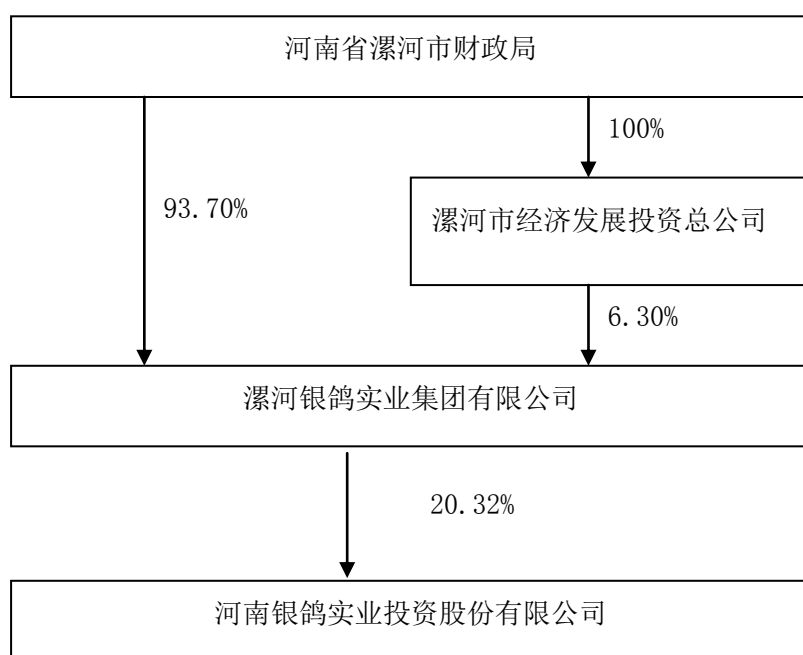 河南省漯河市财政局
100%
93.70%
漯河市经济发展投资总公司
6.30%
漯河银鸽实业集团有限公司
20.32%
河南银鸽实业投资股份有限公司